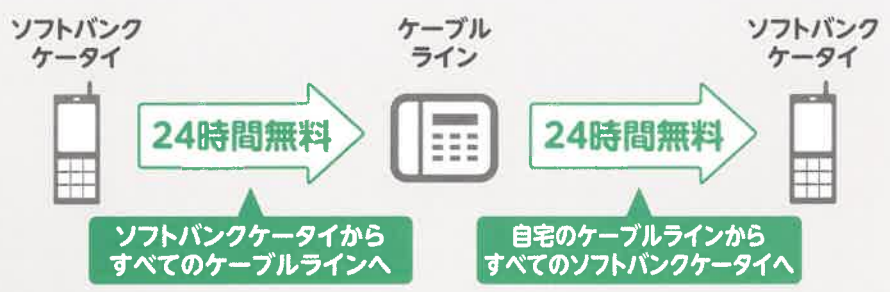 ソフトバンク
ケータイ
ケーブル
ライン
ソフトバンク
ケータイ
24時間無料
24時間無料
ソフトバンクケータイから
すべてのケーブルラインへ
自宅のケーブルラインから
すべてのソフトバンクケータイへ